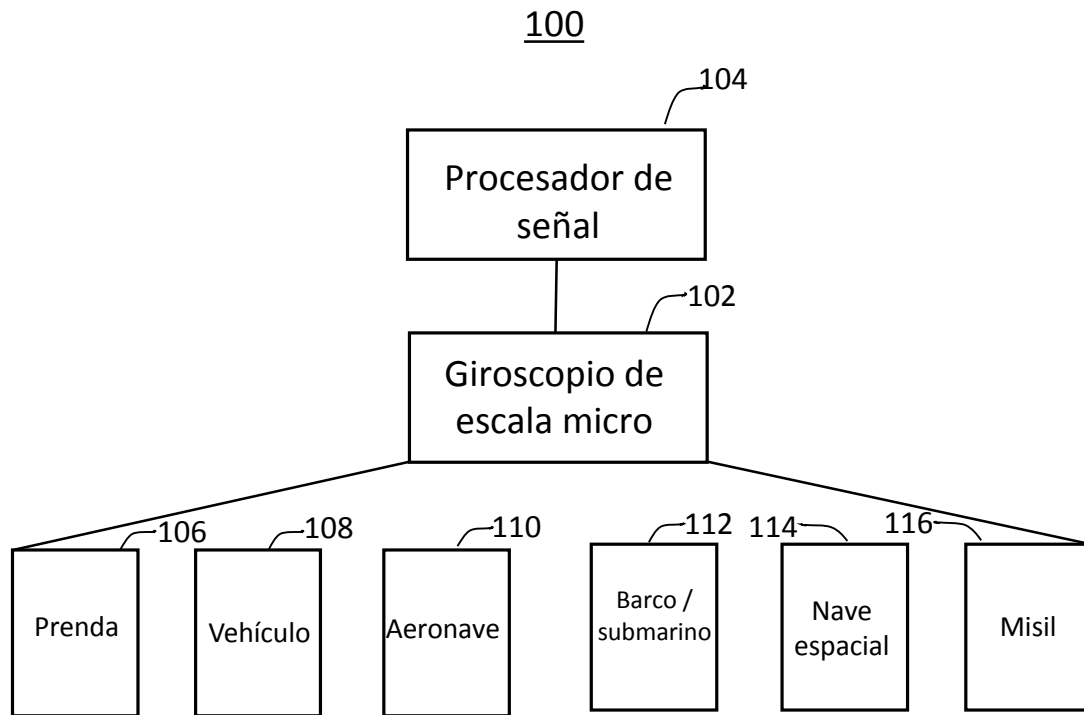 100
104
Procesador de
señal
102
Giroscopio de
escala micro
106
108
110
112
114
116
Prenda
Vehículo
Aeronave
Barco /
submarino
Nave
espacial
Misil